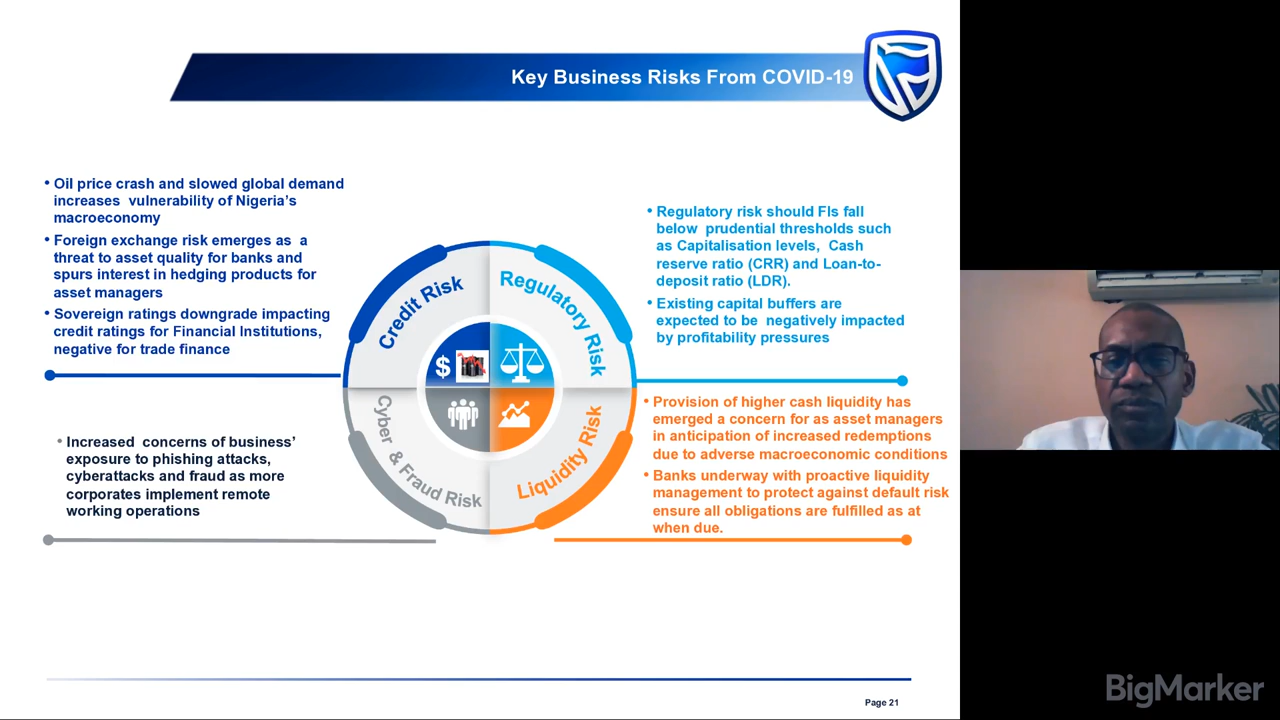 Key Business Risks From COVID-19
• Oil price crash and slowed global demand
increases vulnerability of Nigeria's
macroeconomy
• Foreign exchange risk emerges as a
threat to asset quality for banks and
spurs interest in hedging products for
asset managers
• Sovereign ratings downgrade impacting
credit ratings for Financial Institutions,
negative for trade finance
• Regulatory risk should FIs fall
below prudential thresholds such
as Capitalisation levels, Cash
reserve ratio (CRR) and Loan-to-
deposit ratio (LDR).
• Existing capital buffers are
expected to be negatively impacted
by profitability pressures
Credit Risk
Regulatory Risk
$
Cyber & Fraud Risk
Liquidity Risk
• Increased concerns of business'
exposure to phishing attacks,
cyberattacks and fraud as more
corporates implement remote
working operations
• Provision of higher cash liquidity has
emerged a concern for as asset managers
in anticipation of increased redemptions
due to adverse macroeconomic conditions
• Banks underway with proactive liquidity
management to protect against default risk
ensure all obligations are fulfilled as at
when due.
Page 21
BigMarker